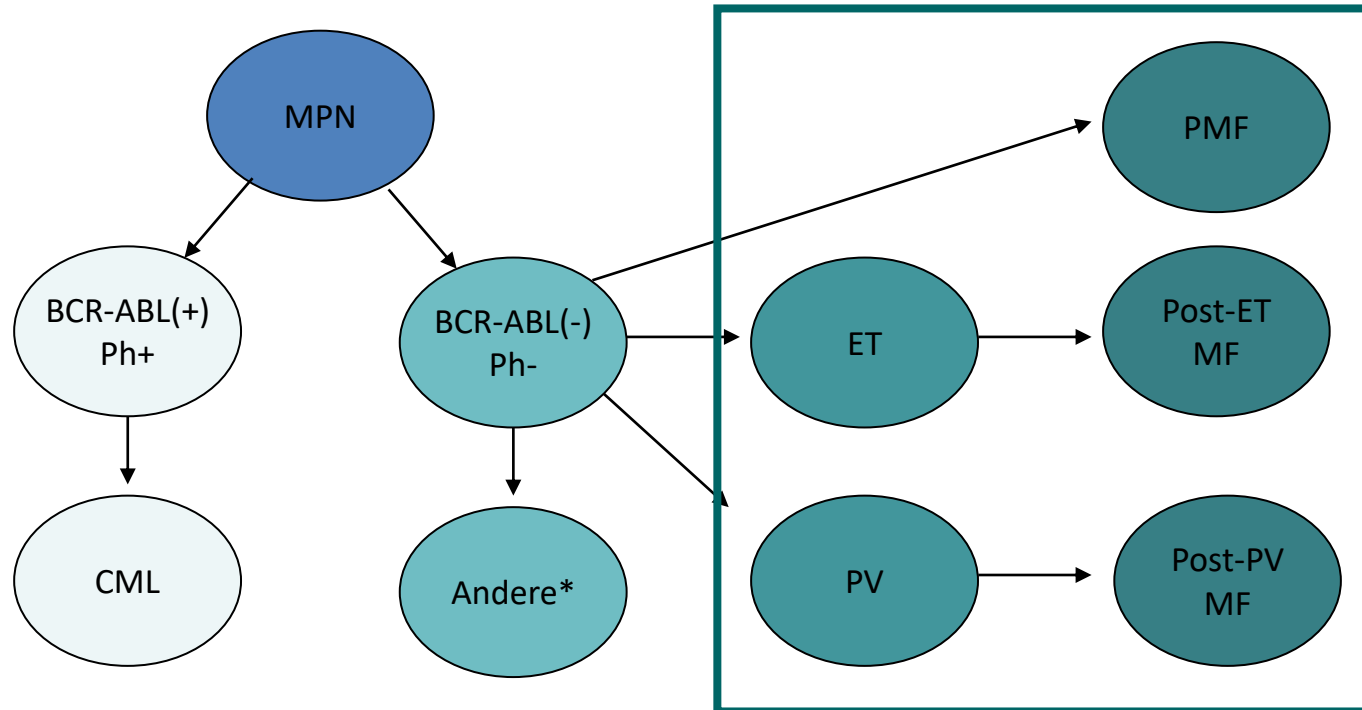 MPN
PMF
BCR-ABL(+)
Ph+
BCR-ABL(-)
Ph-
ET
Post-ET
MF
CML
Andere*
PV
Post-PV
MF